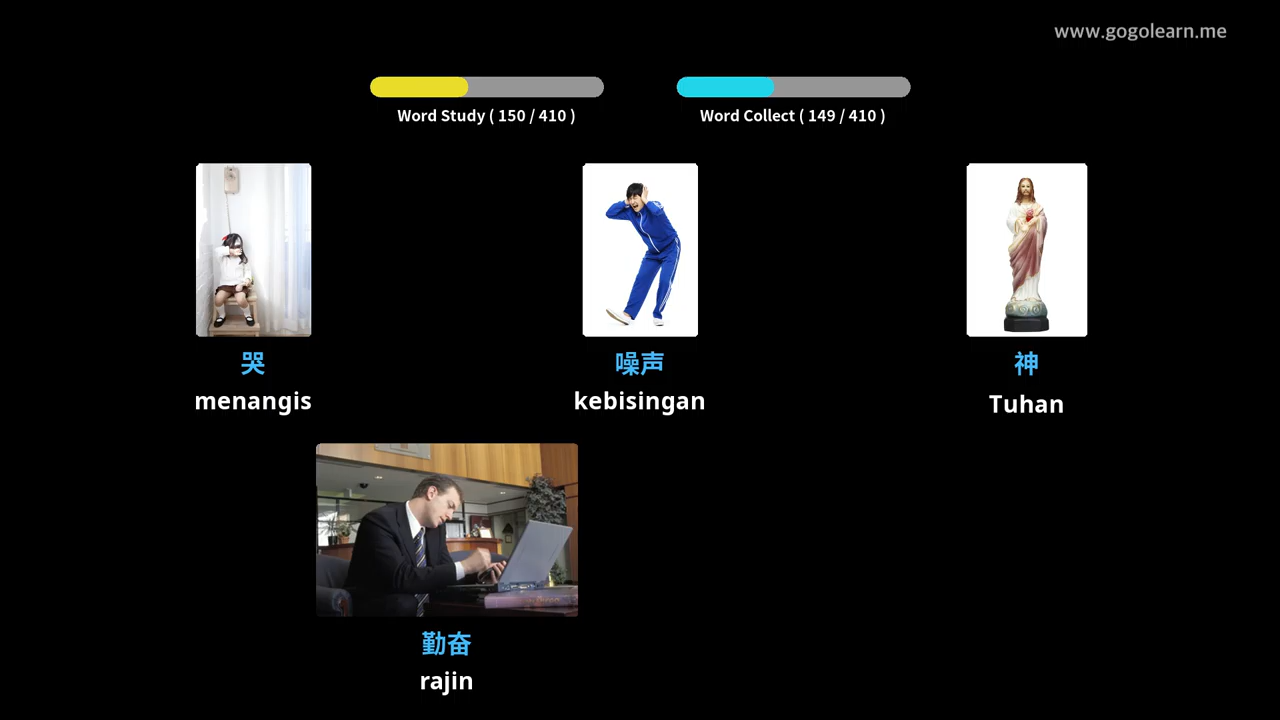 www.gogolearn.me
Word Study ( 150 / 410 )
Word Collect ( 149 / 410 )
哭
menangis
噪声
kebisingan
神
Tuhan
勤奋
rajin